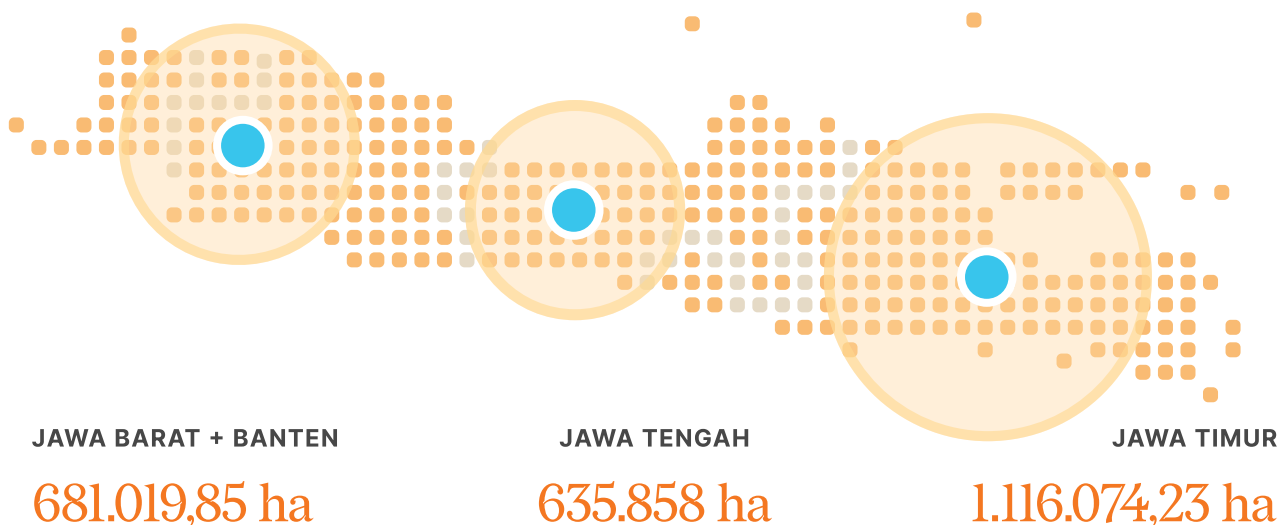 JAWA BARAT + BANTEN
681.019,85 ha
JAWA TENGAH
635.858 ha
JAWA TIMUR
1.116.074,23 ha